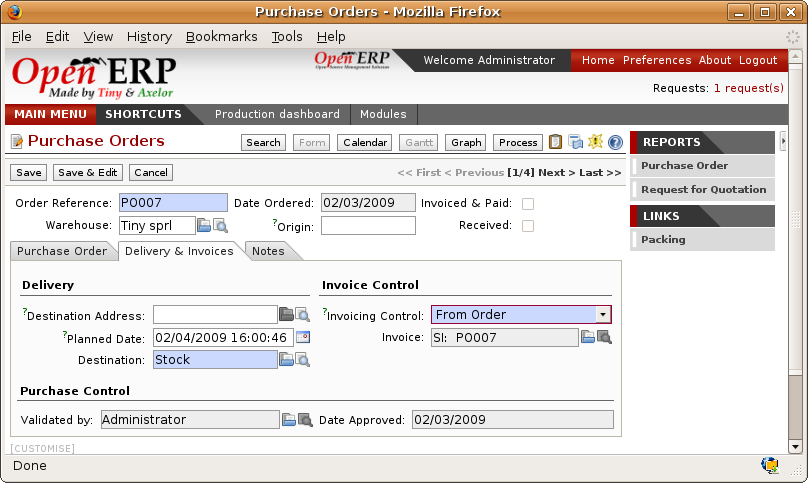 Purchase Orders - Mozilla Firefox
File Edit View History Bookmarks Tools Help
Open ERP
Made by Tiny & Axelor
Open ERP
Open Source Management Solution
Welcome Administrator
Home Preferences About Logout
Requests: 1 request(s)
MAIN MENU SHORTCUTS Production dashboard Modules
Purchase Orders
Search Form Calendar Gantt Graph Process
Save Save & Edit Cancel
<< First < Previous [1/4] Next > Last >>
Order Reference: PO007 Date Ordered: 02/03/2009 Invoiced & Paid:
Warehouse: Tiny sprl ?Origin: Received:
Purchase Order Delivery & Invoices Notes
Delivery Invoice Control
?Destination Address: ?Invoicing Control: From Order
?Planned Date: 02/04/2009 16:00:46 Invoice: SI: PO007
Destination: Stock
Purchase Control
Validated by: Administrator Date Approved: 02/03/2009
[CUSTOMISE]
REPORTS
Purchase Order
Request for Quotation
LINKS
Packing
Done